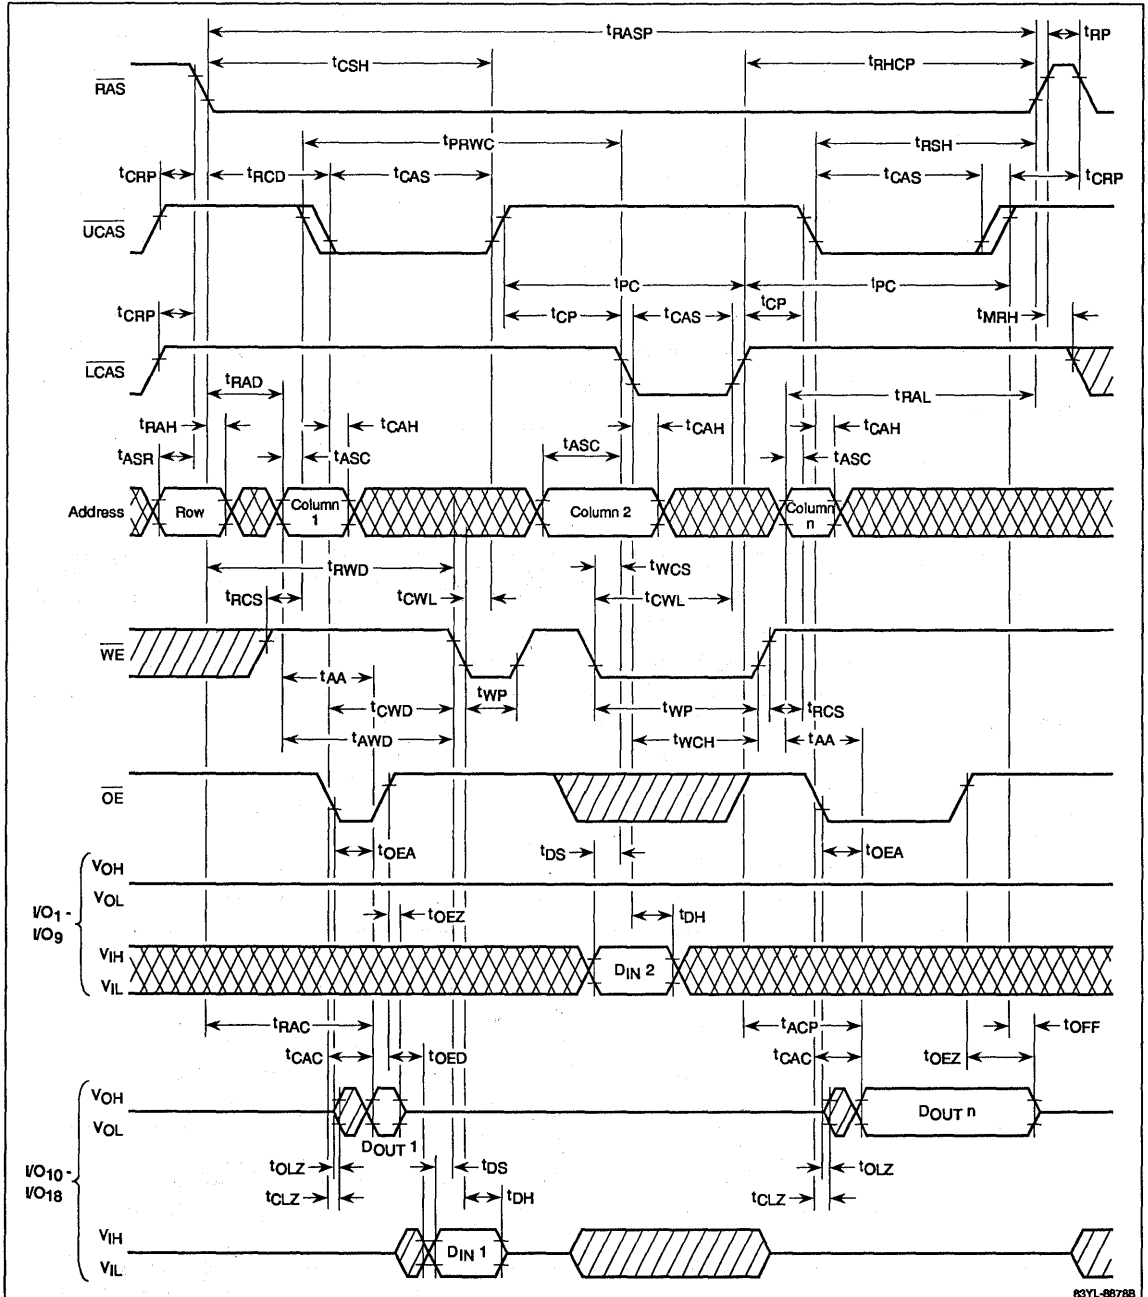 tRASP
tRP
tCSH
tRHCP
RAS
tPRWC
tRSH
tCRP
tRCD
tCAS
tCAS
tCRP
UCAS
tPC
tPC
tCRP
tCP
tCAS
tCP
tMRH
LCAS
tRAD
tRAL
tRAH
tCAH
tCAH
tCAH
tASR
tASC
tASC
tASC
Address
Row
Column 1
Column 2
Column n
tRWD
tWCS
tRCS
tCWL
tCWL
WE
tAA
tWP
tCWD
tWP
tRCS
tAWD
tWCH
tAA
OE
tOEA
tDS
tOEA
VOH
VOL
I/O1 -
I/O9
tOEZ
tDH
VIH
VIL
DIN 2
tRAC
tACP
tOFF
tCAC
tOED
tCAC
tOEZ
VOH
VOL
DOUT 1
DOUT n
I/O10 -
I/O18
tOLZ
tDS
tOLZ
tCLZ
tDH
tCLZ
VIH
VIL
DIN 1
83YL-8878B